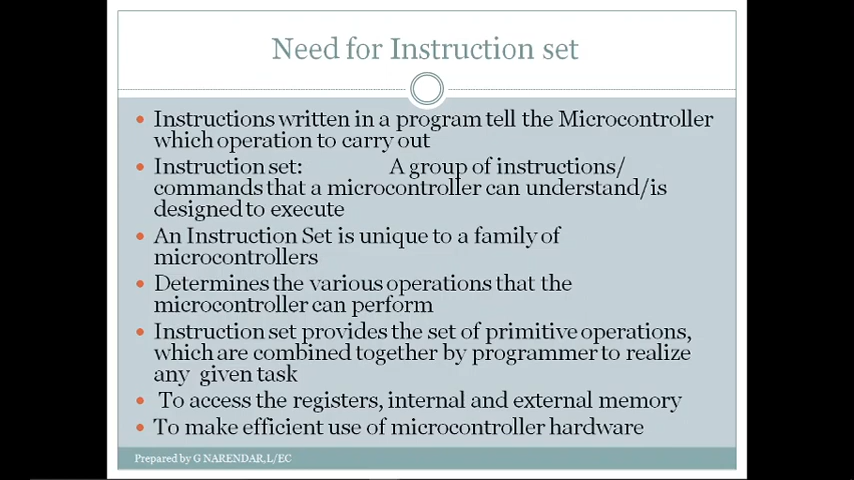 Need for Instruction set
Instructions written in a program tell the Microcontroller
which operation to carry out
Instruction set: A group of instructions/
commands that a microcontroller can understand/is
designed to execute
An Instruction Set is unique to a family of
microcontrollers
Determines the various operations that the
microcontroller can perform
Instruction set provides the set of primitive operations,
which are combined together by programmer to realize
any given task
To access the registers, internal and external memory
To make efficient use of microcontroller hardware
Prepared by G NARENDAR,L/EC